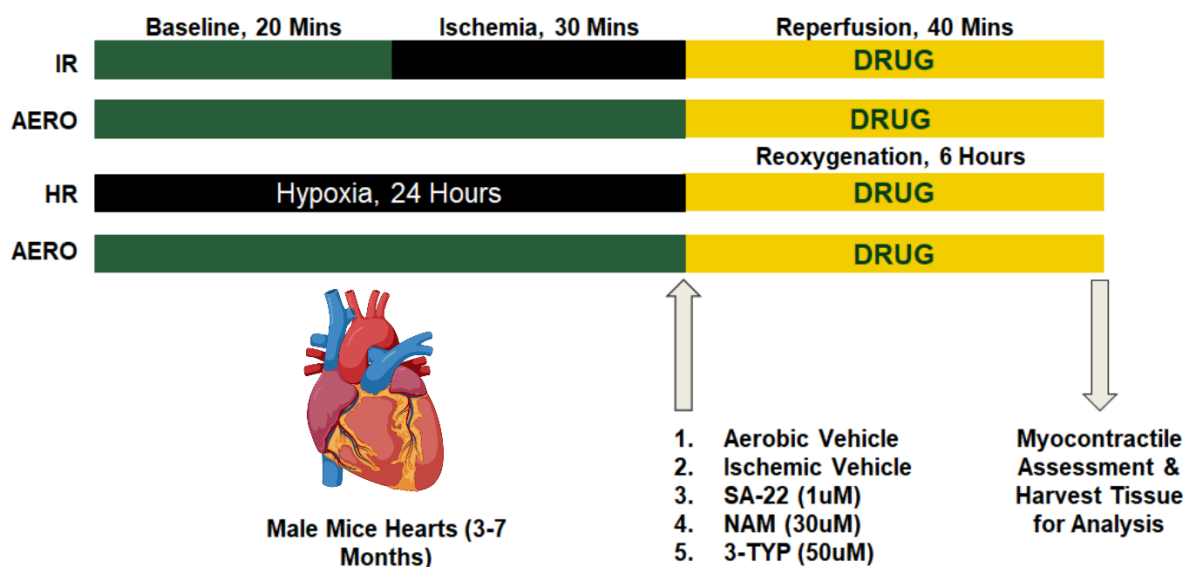 Baseline, 20 Mins Ischemia, 30 Mins Reperfusion, 40 Mins
IR DRUG
AERO DRUG
Reoxygenation, 6 Hours
HR Hypoxia, 24 Hours DRUG
AERO DRUG
1. Aerobic Vehicle
2. Ischemic Vehicle
3. SA-22 (1uM)
4. NAM (30uM)
5. 3-TYP (50uM)
Myocontractile
Assessment &
Harvest Tissue
for Analysis
Male Mice Hearts (3-7
Months)